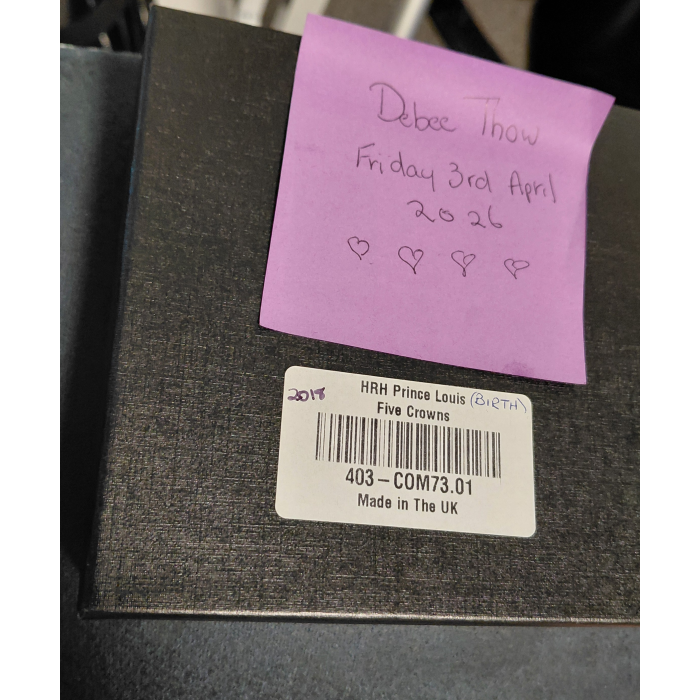 Debee Thow
Friday 3rd April
2026
♡ ♡ ♡ ♡
2018 HRH Prince Louis (BIRTH)
Five Crowns
403-COM73.01
Made in The UK